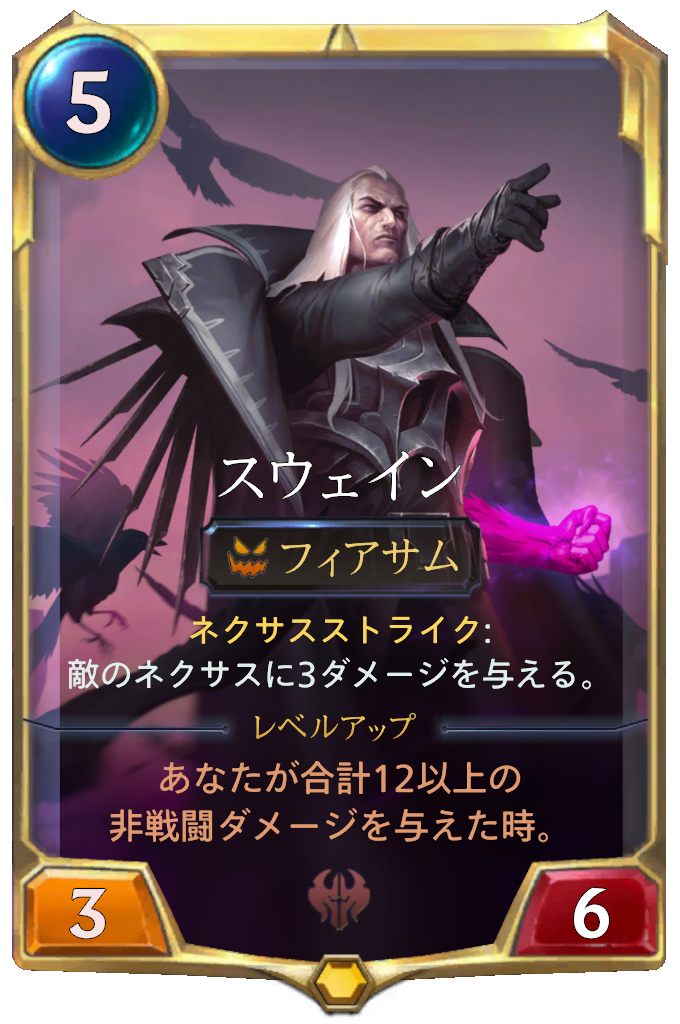 5
スウェイン
フィアサム
ネクサスストライク:
敵のネクサスに3ダメージを与える。
レベルアップ
あなたが合計12以上の
非戦闘ダメージを与えた時。
3
6